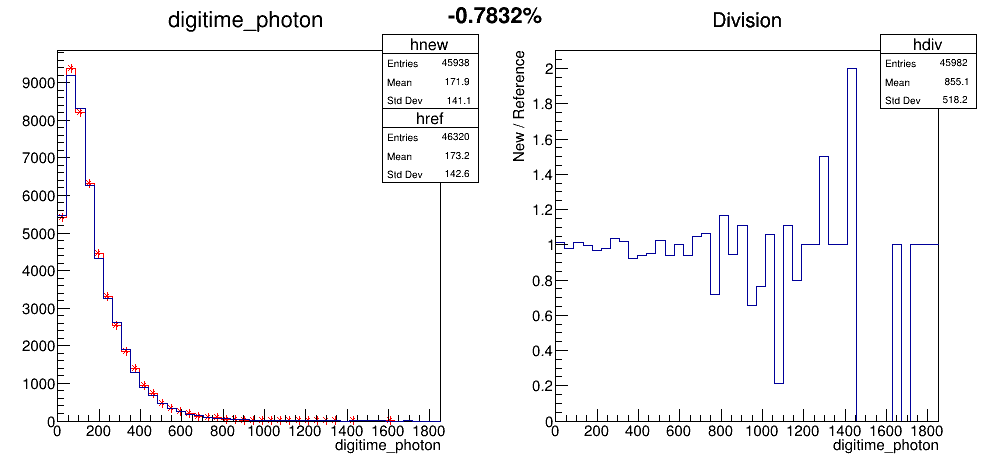 -0.7832%
digitime_photon
hnew
Entries 45938
Mean 171.9
Std Dev 141.1
href
Entries 46320
Mean 173.2
Std Dev 142.6
9000
8000
7000
6000
5000
4000
3000
2000
1000
0
0 200 400 600 800 1000 1200 1400 1600 1800
digitime_photon
Division
hdiv
Entries 45982
Mean 855.1
Std Dev 518.2
New / Reference
2
1.8
1.6
1.4
1.2
1
0.8
0.6
0.4
0.2
0
0 200 400 600 800 1000 1200 1400 1600 1800
digitime_photon